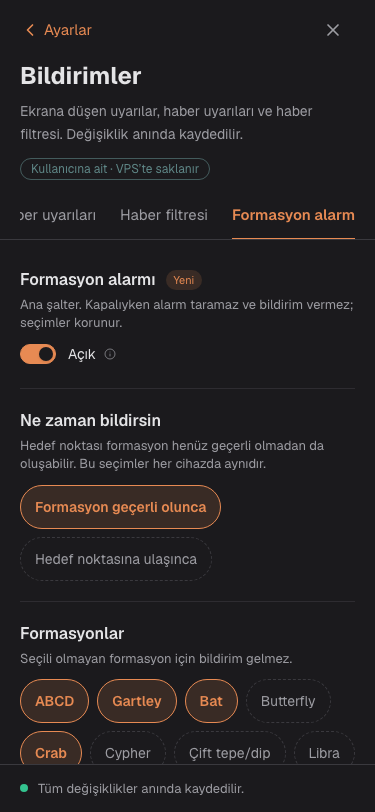 Ayarlar
Bildirimler
Ekrana düşen uyarılar, haber uyarıları ve haber
filtresi. Değişiklik anında kaydedilir.
Kullanıcına ait · VPS'te saklanır
ber uyarıları Haber filtresi Formasyon alarm
Formasyon alarmı Yeni
Ana şalter. Kapalıyken alarm taramaz ve bildirim vermez;
seçimler korunur.
Açık
Ne zaman bildirsin
Hedef noktası formasyon henüz geçerli olmadan da
oluşabilir. Bu seçimler her cihazda aynıdır.
Formasyon geçerli olunca
Hedef noktasına ulaşınca
Formasyonlar
Seçili olmayan formasyon için bildirim gelmez.
ABCD Gartley Bat Butterfly
Crab Cypher Çift tepe/dip Libra
Tüm değişiklikler anında kaydedilir.